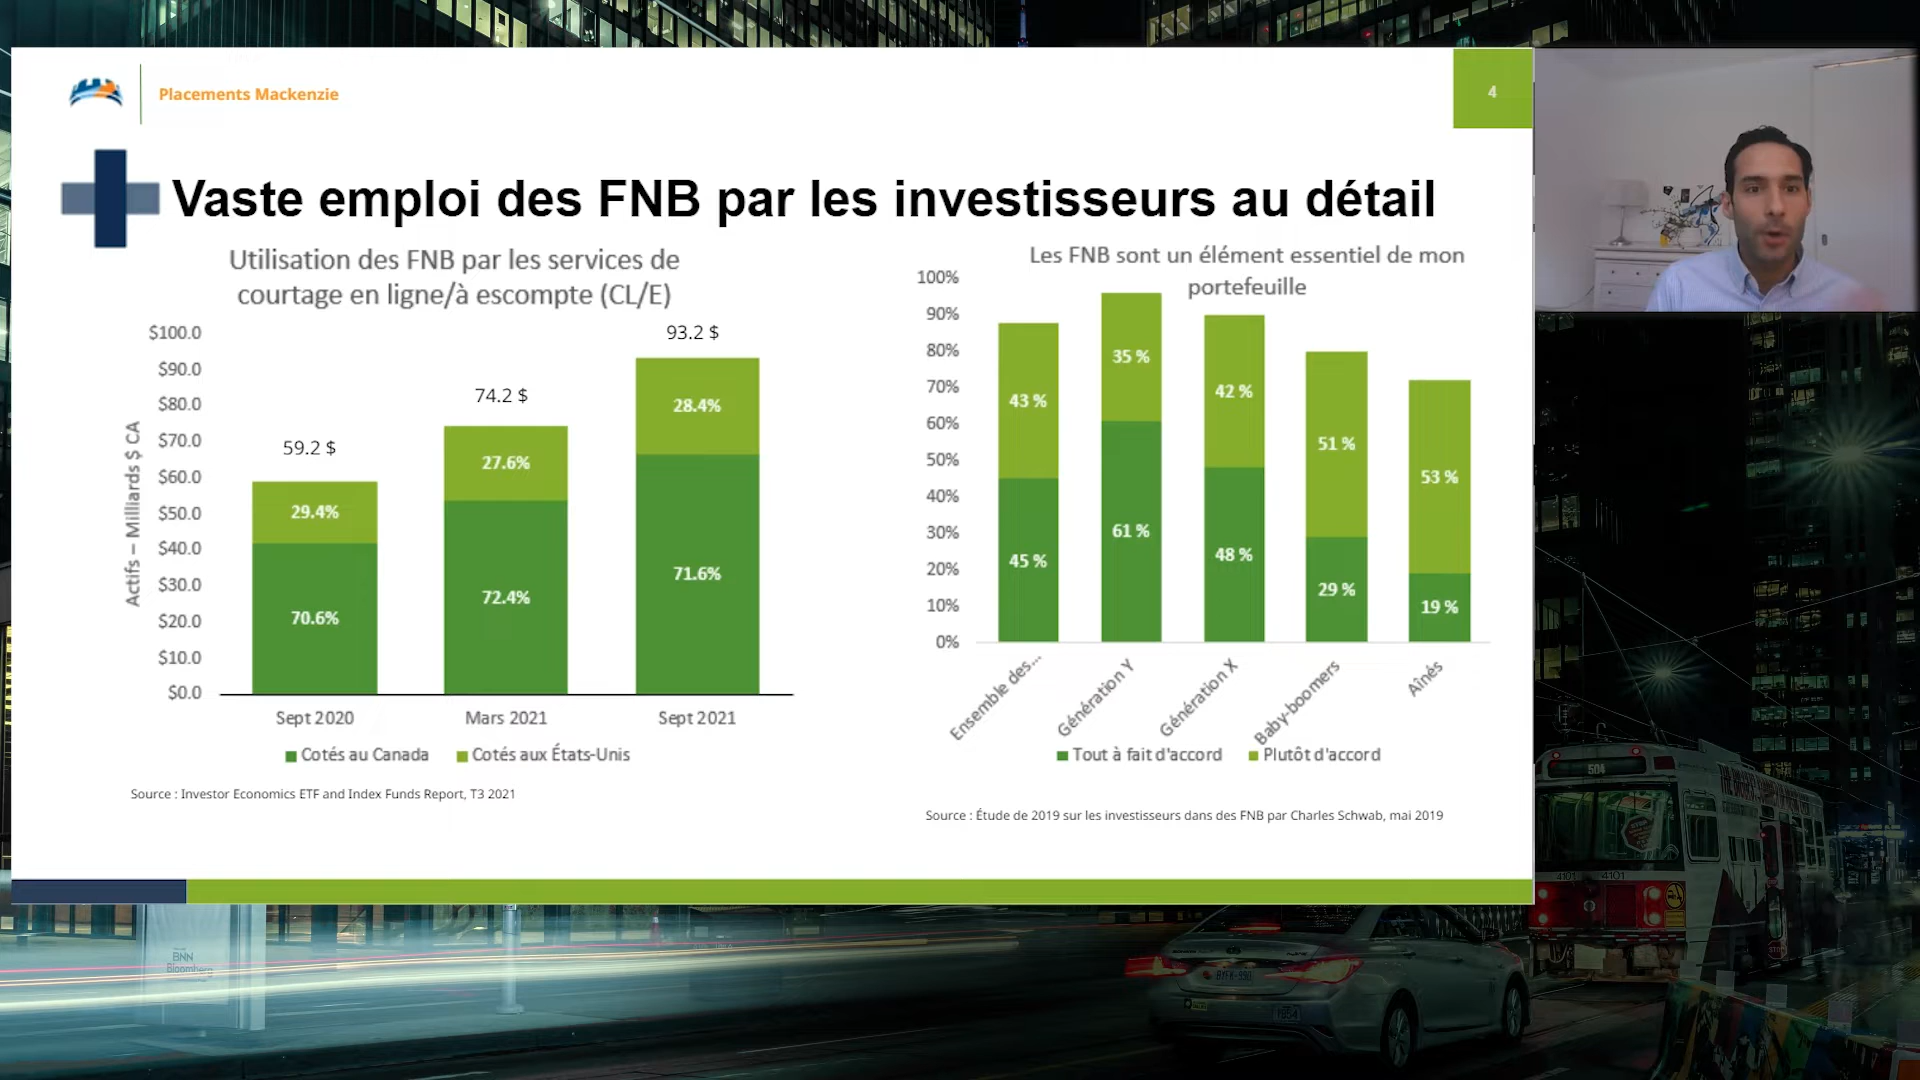 Placements Mackenzie
4
Vaste emploi des FNB par les investisseurs au détail
Utilisation des FNB par les services de
courtage en ligne/à escompte (CL/E)
Actifs – Milliards $ CA
$100.0
$90.0
$80.0
$70.0
$60.0
$50.0
$40.0
$30.0
$20.0
$10.0
$0.0
59.2 $
74.2 $
93.2 $
29.4%
27.6%
28.4%
70.6%
72.4%
71.6%
Sept 2020
Mars 2021
Sept 2021
Cotés au Canada
Cotés aux États-Unis
Source : Investor Economics ETF and Index Funds Report, T3 2021
Les FNB sont un élément essentiel de mon
portefeuille
100%
90%
80%
70%
60%
50%
40%
30%
20%
10%
0%
43 %
35 %
42 %
51 %
53 %
45 %
61 %
48 %
29 %
19 %
Ensemble des...
Génération Y
Génération X
Baby-boomers
Aînés
Tout à fait d'accord
Plutôt d'accord
Source : Étude de 2019 sur les investisseurs dans des FNB par Charles Schwab, mai 2019
504
4101
4101
BNN
Bloomberg